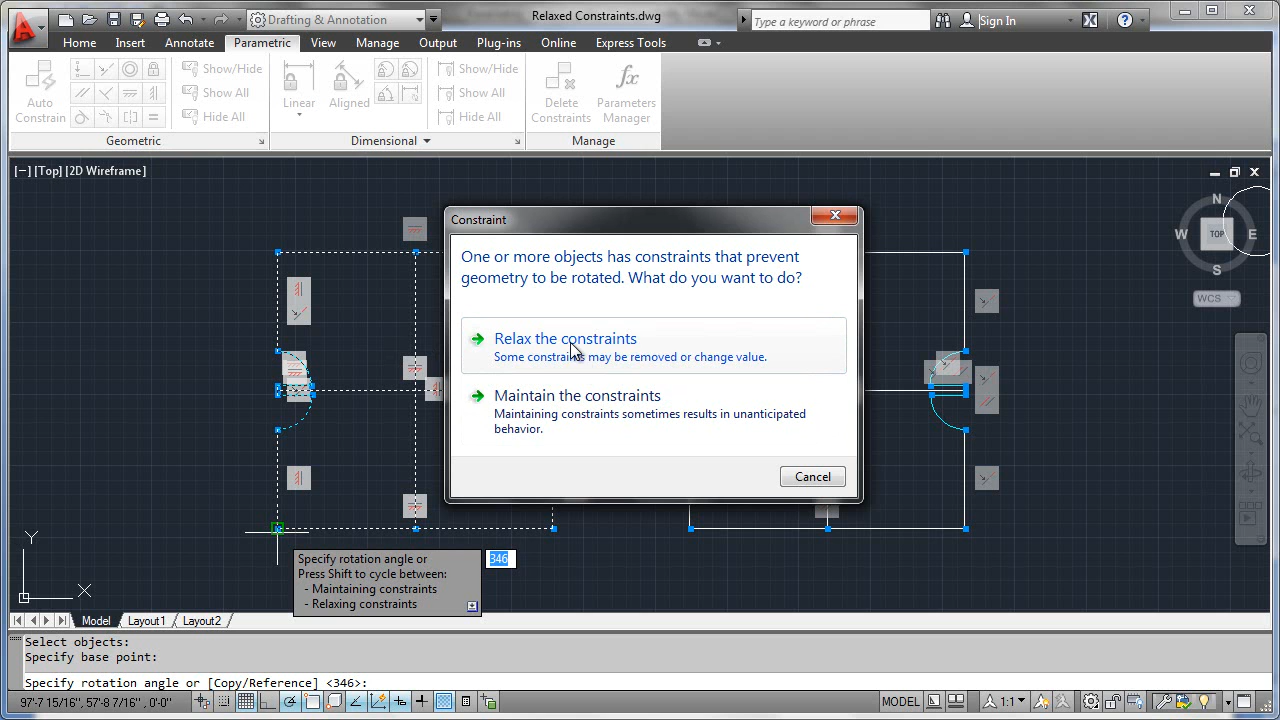 Drafting & Annotation
Relaxed Constraints.dwg
Type a keyword or phrase
Sign In
Home Insert Annotate Parametric View Manage Output Plug-ins Online Express Tools
Auto Constrain
Show/Hide
Show All
Hide All
Linear
Aligned
Show/Hide
Show All
Hide All
Delete Constraints
fx
Parameters Manager
Geometric
Dimensional
Manage
[−] [Top] [2D Wireframe]
N
W TOP E
S
WCS
Constraint
One or more objects has constraints that prevent
geometry to be rotated. What do you want to do?
Relax the constraints
Some constraints may be removed or change value.
Maintain the constraints
Maintaining constraints sometimes results in unanticipated
behavior.
Cancel
Specify rotation angle or
346
Press Shift to cycle between:
- Maintaining constraints
- Relaxing constraints
Y
X
Model Layout1 Layout2
Select objects:
Specify base point:
Specify rotation angle or [Copy/Reference] <346>:
97'-7 15/16", 57'-8 7/16" , 0'-0"
MODEL
1:1